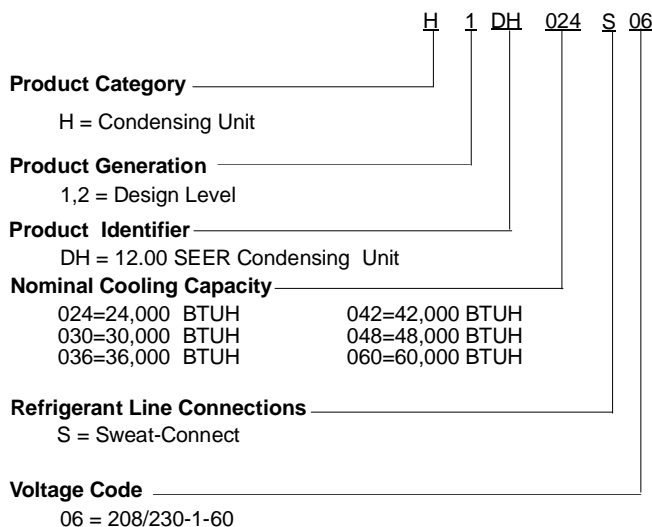 H 1 DH 024 S 06
Product Category
H = Condensing Unit
Product Generation
1,2 = Design Level
Product Identifier
DH = 12.00 SEER Condensing Unit
Nominal Cooling Capacity
024=24,000 BTUH 042=42,000 BTUH
030=30,000 BTUH 048=48,000 BTUH
036=36,000 BTUH 060=60,000 BTUH
Refrigerant Line Connections
S = Sweat-Connect
Voltage Code
06 = 208/230-1-60